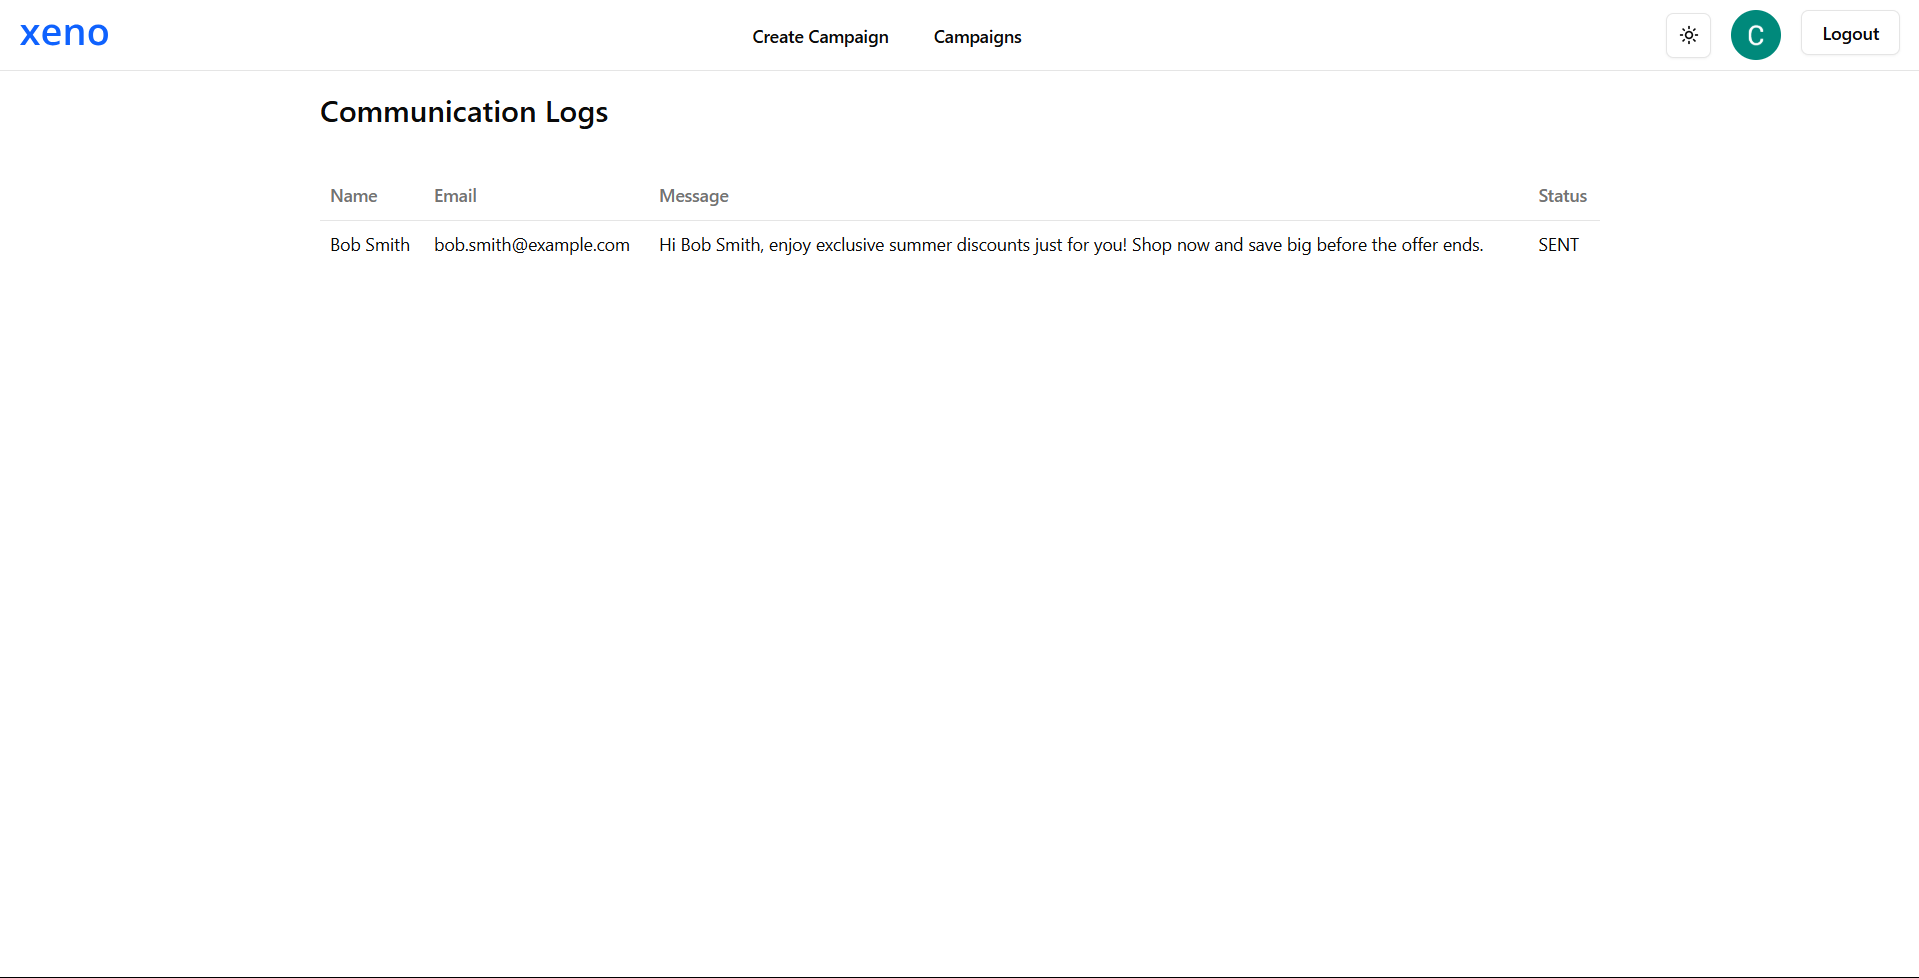 xeno
Create Campaign Campaigns
C
Logout
Communication Logs
Name Email Message Status
Bob Smith bob.smith@example.com Hi Bob Smith, enjoy exclusive summer discounts just for you! Shop now and save big before the offer ends. SENT